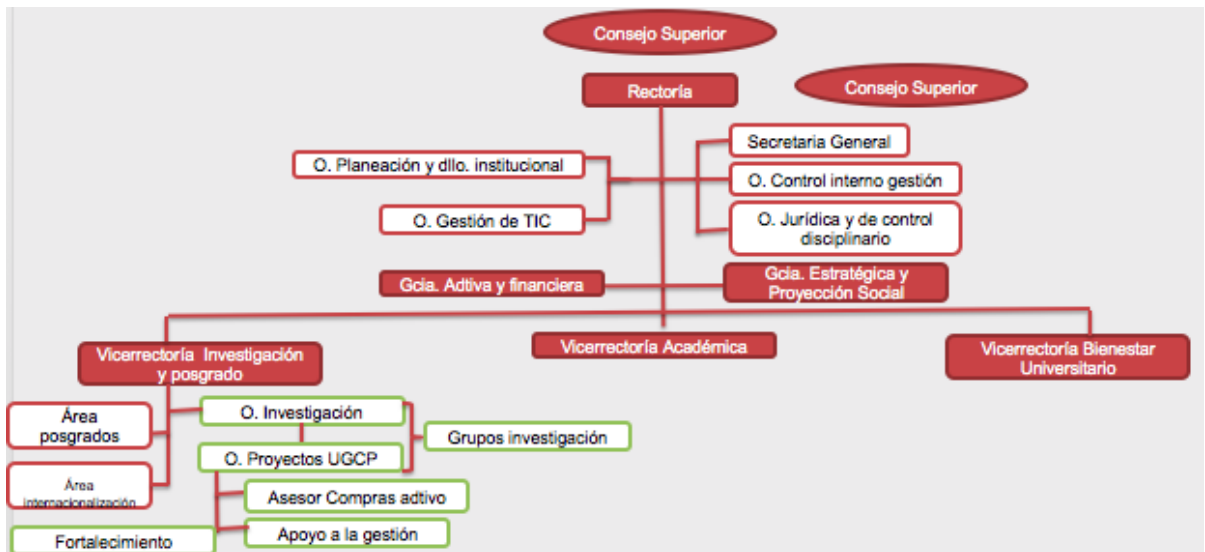 Consejo Superior
Rectoría
Consejo Superior
Secretaria General
O. Planeación y dllo. institucional
O. Control interno gestión
O. Gestión de TIC
O. Jurídica y de control
disciplinario
Gcia. Adtiva y financiera
Gcia. Estratégica y
Proyección Social
Vicerrectoría Investigación
y posgrado
Vicerrectoría Académica
Vicerrectoría Bienestar
Universitario
Área
posgrados
O. Investigación
Grupos investigación
O. Proyectos UGCP
Área
internacionalización
Asesor Compras adtivo
Apoyo a la gestión
Fortalecimiento